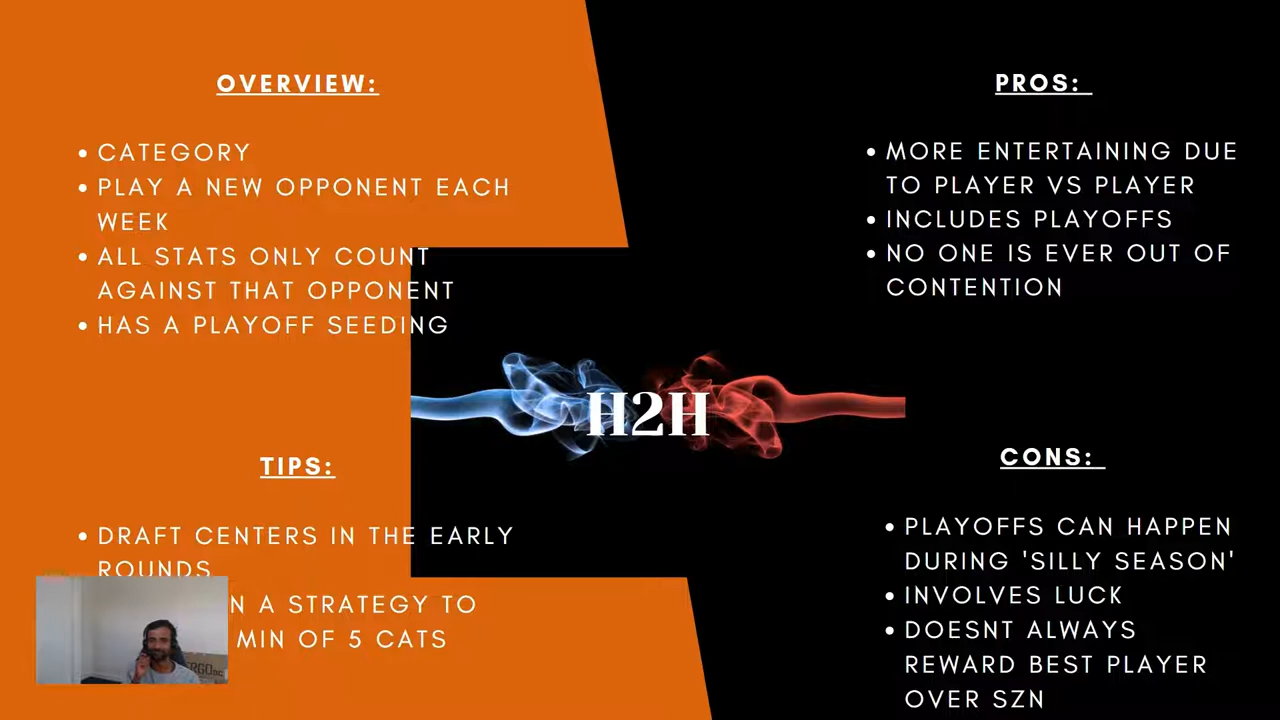 OVERVIEW:
• CATEGORY
• PLAY A NEW OPPONENT EACH
WEEK
• ALL STATS ONLY COUNT
AGAINST THAT OPPONENT
• HAS A PLAYOFF SEEDING
TIPS:
• DRAFT CENTERS IN THE EARLY
ROUNDS
N A STRATEGY TO
MIN OF 5 CATS
H2H
PROS:
• MORE ENTERTAINING DUE
TO PLAYER VS PLAYER
• INCLUDES PLAYOFFS
• NO ONE IS EVER OUT OF
CONTENTION
CONS:
• PLAYOFFS CAN HAPPEN
DURING 'SILLY SEASON'
• INVOLVES LUCK
• DOESNT ALWAYS
REWARD BEST PLAYER
OVER SZN